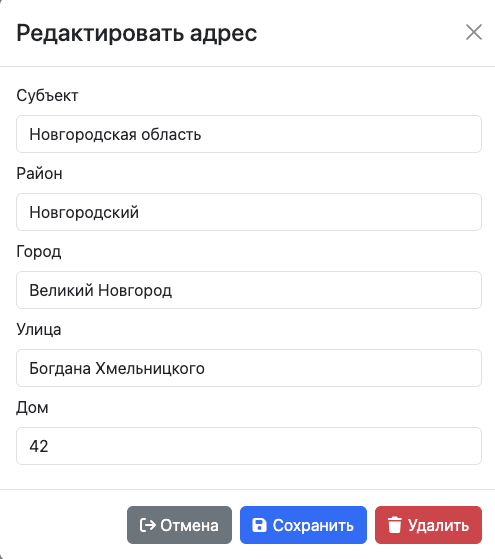 Редактировать адрес
Субъект
Новгородская область
Район
Новгородский
Город
Великий Новгород
Улица
Богдана Хмельницкого
Дом
42
Отмена Сохранить Удалить